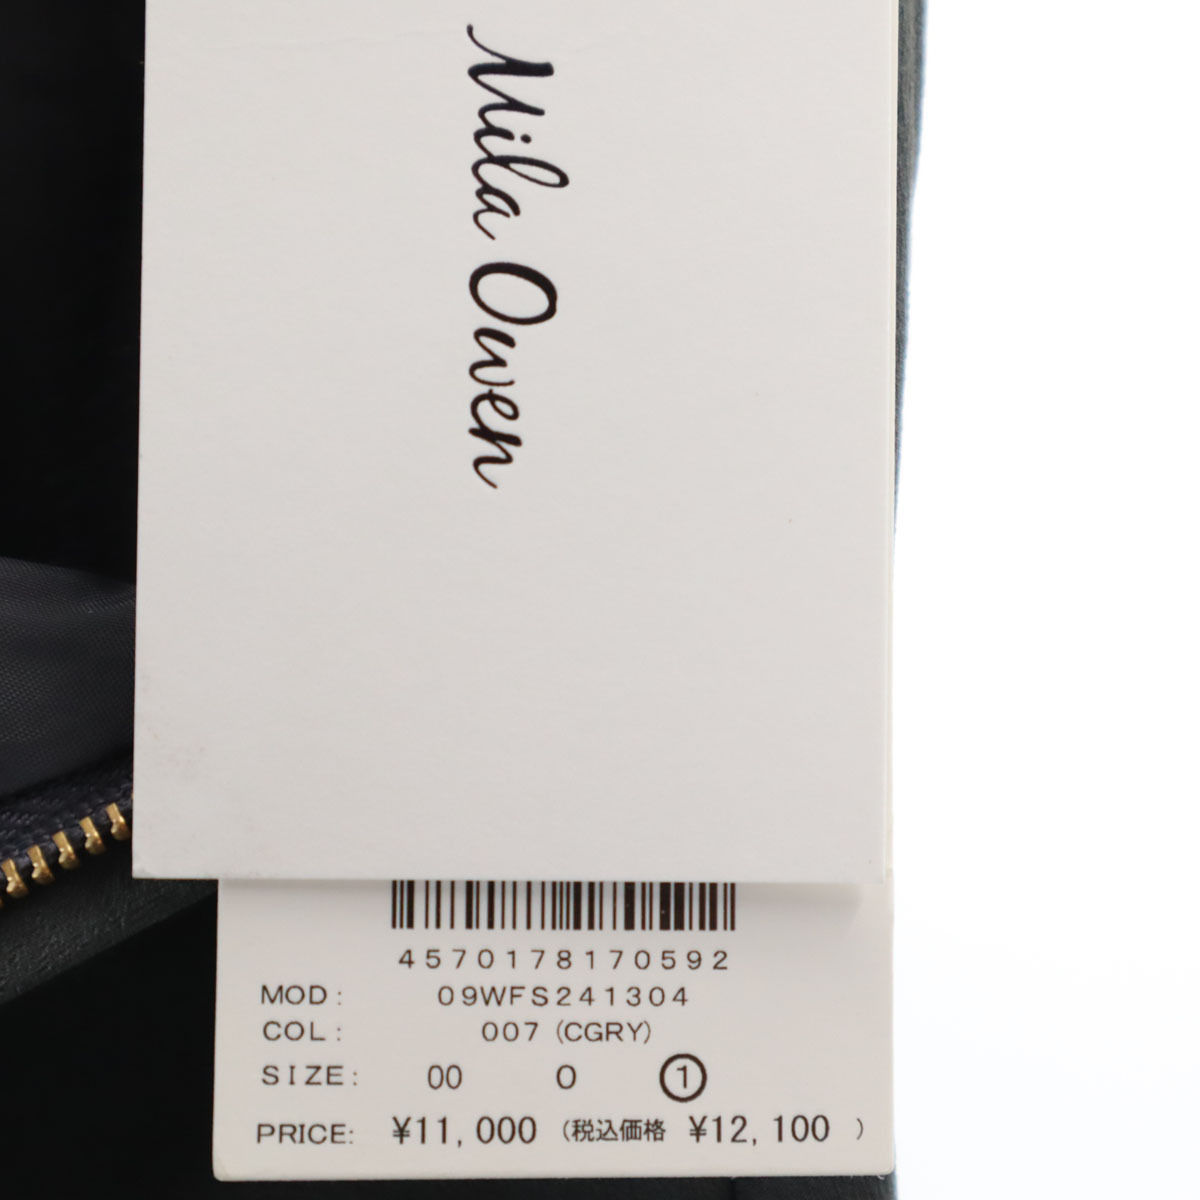 Mila Owen
4570178170592
MOD: 09WFS241304
COL: 007 (CGRY)
SIZE: 00 0 1
PRICE: ¥11,000 (税込価格 ¥12,100 )